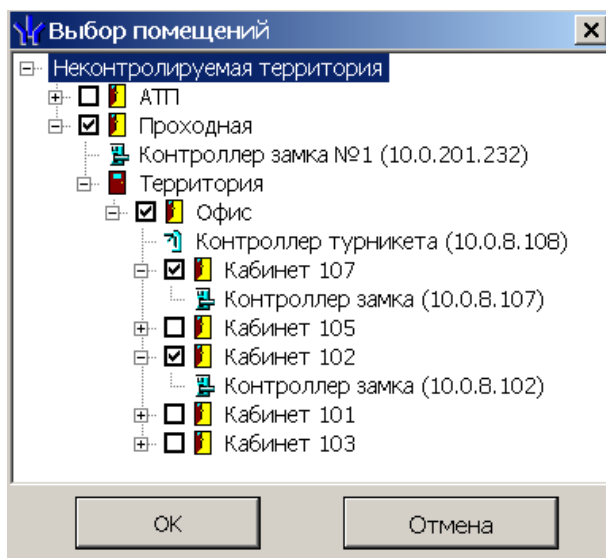 Выбор помещений
Неконтролируемая территория
АТП
Проходная
Контроллер замка №1 (10.0.201.232)
Территория
Офис
Контроллер турникета (10.0.8.108)
Кабинет 107
Контроллер замка (10.0.8.107)
Кабинет 105
Кабинет 102
Контроллер замка (10.0.8.102)
Кабинет 101
Кабинет 103
ОК Отмена